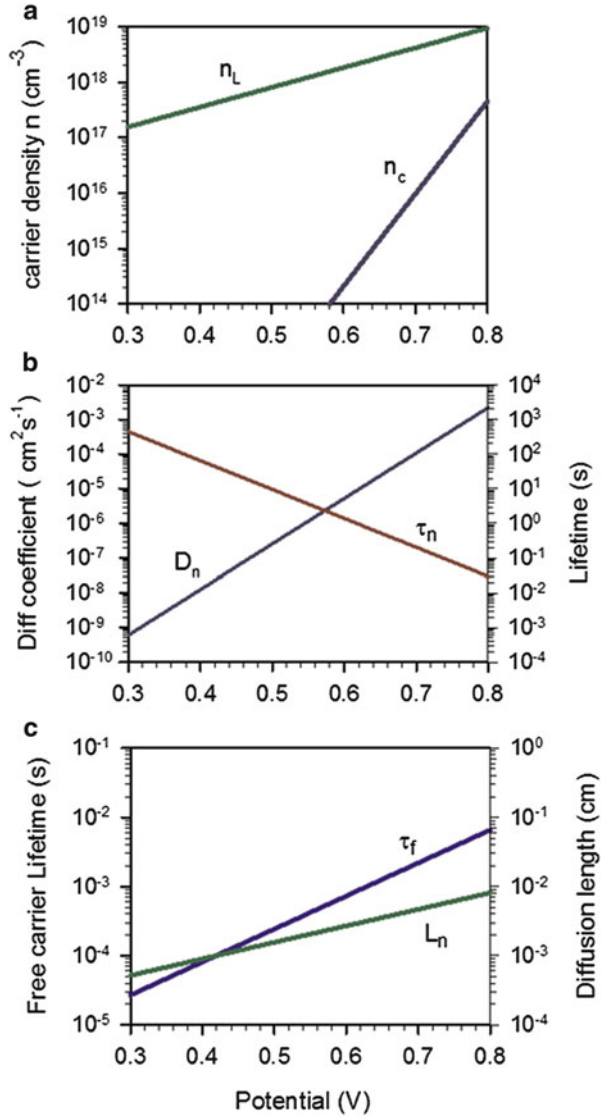 a
carrier density n (cm⁻³)
10¹⁹
10¹⁸
10¹⁷
10¹⁶
10¹⁵
10¹⁴
n_L
n_c
0.3 0.4 0.5 0.6 0.7 0.8
b
Diff coefficient ( cm²s⁻¹)
10⁻²
10⁻³
10⁻⁴
10⁻⁵
10⁻⁶
10⁻⁷
10⁻⁸
10⁻⁹
10⁻¹⁰
D_n
τ_n
10⁴
10³
10²
10¹
10⁰
10⁻¹
10⁻²
10⁻³
10⁻⁴
Lifetime (s)
0.3 0.4 0.5 0.6 0.7 0.8
c
Free carrier Lifetime (s)
10⁻¹
10⁻²
10⁻³
10⁻⁴
10⁻⁵
τ_f
L_n
10⁰
10⁻¹
10⁻²
10⁻³
10⁻⁴
Diffusion length (cm)
0.3 0.4 0.5 0.6 0.7 0.8
Potential (V)